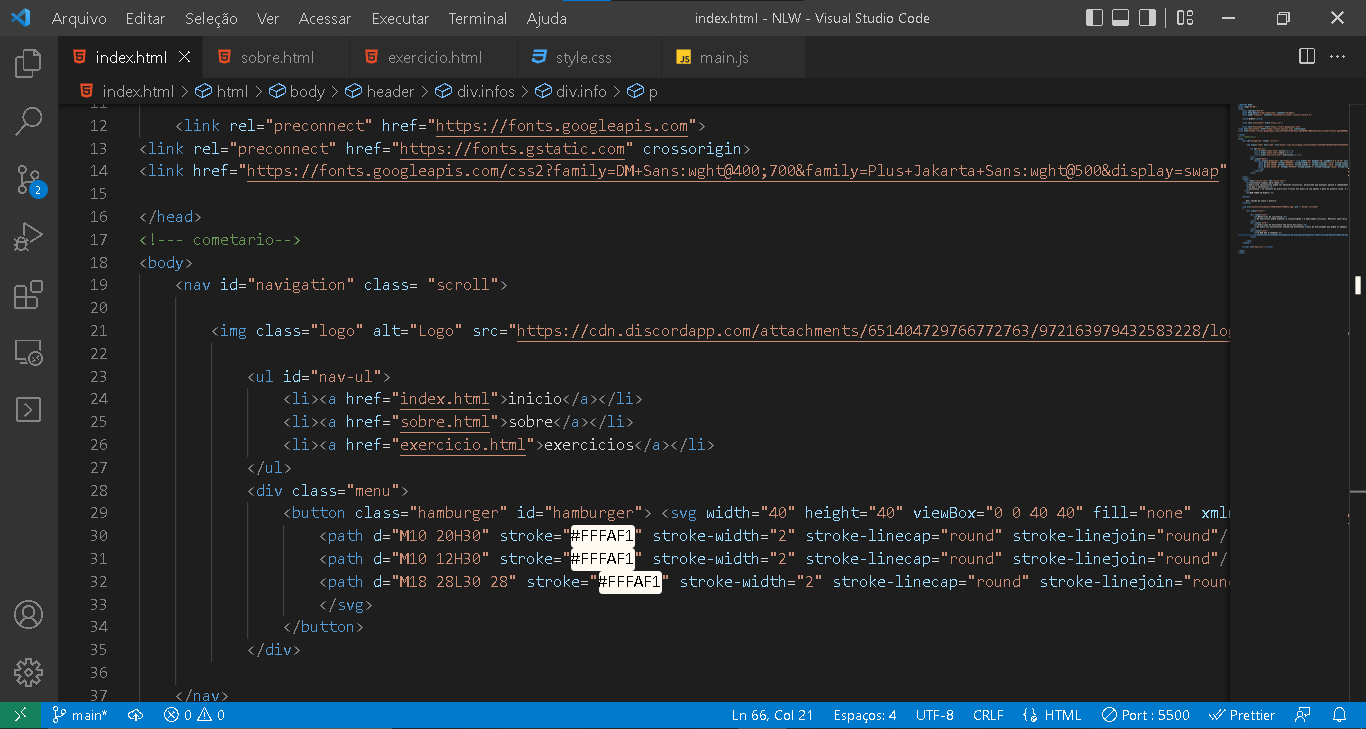 Arquivo Editar Seleção Ver Acessar Executar Terminal Ajuda index.html - NLW - Visual Studio Code
index.html sobre.html exercicio.html style.css JS main.js
index.html > html > body > header > div.infos > div.info > p
11
12 <link rel="preconnect" href="https://fonts.googleapis.com">
13 <link rel="preconnect" href="https://fonts.gstatic.com" crossorigin>
14 <link href="https://fonts.googleapis.com/css2?family=DM+Sans:wght@400;700&family=Plus+Jakarta+Sans:wght@500&display=swap"
15
16 </head>
17 <!--- cometario-->
18 <body>
19 <nav id="navigation" class= "scroll">
20
21 <img class="logo" alt="Logo" src="https://cdn.discordapp.com/attachments/651404729766772763/972163979432583228/lo
22
23 <ul id="nav-ul">
24 <li><a href="index.html">inicio</a></li>
25 <li><a href="sobre.html">sobre</a></li>
26 <li><a href="exercicio.html">exercicios</a></li>
27 </ul>
28 <div class="menu">
29 <button class="hamburger" id="hamburger"> <svg width="40" height="40" viewBox="0 0 40 40" fill="none" xml
30 <path d="M10 20H30" stroke="#FFFAF1" stroke-width="2" stroke-linecap="round" stroke-linejoin="round"/
31 <path d="M10 12H30" stroke="#FFFAF1" stroke-width="2" stroke-linecap="round" stroke-linejoin="round"/
32 <path d="M18 28L30 28" stroke="#FFFAF1" stroke-width="2" stroke-linecap="round" stroke-linejoin="roun
33 </svg>
34 </button>
35 </div>
36
37 </nav>
2
main* 0 0 Ln 66, Col 21 Espaços: 4 UTF-8 CRLF HTML Port : 5500 Prettier